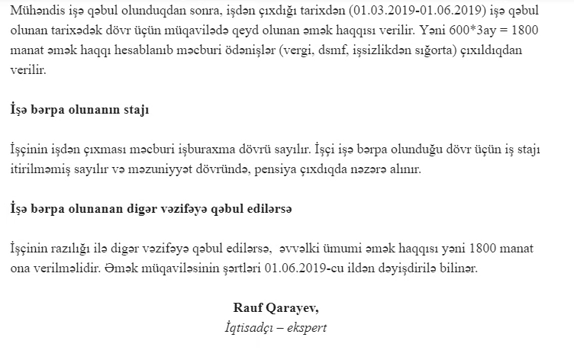 Mühəndis işə qəbul olunduqdan sonra, işdən çıxdığı tarixdən (01.03.2019-01.06.2019) işə qəbul
olunan tarixədək dövr üçün müqavilədə qeyd olunan əmək haqqısı verilir. Yəni 600*3ay = 1800
manat əmək haqqı hesablanıb məcburi ödənişlər (vergi, dsmf, işsizlikdən sığorta) çıxıldıqdan
verilir.
İşə bərpa olunanın stajı
İşçinin işdən çıxması məcburi işburaxma dövrü sayılır. İşçi işə bərpa olunduğu dövr üçün iş stajı
itirilməmiş sayılır və məzuniyyət dövründə, pensiya çıxdıqda nəzərə alınır.
İşə bərpa olunanan digər vəzifəyə qəbul edilərsə
İşçinin razılığı ilə digər vəzifəyə qəbul edilərsə, əvvəlki ümumi əmək haqqısı yəni 1800 manat
ona verilməlidir. Əmək müqaviləsinin şərtləri 01.06.2019-cu ildən dəyişdirilə bilinər.
Rauf Qarayev,
İqtisadçı – ekspert